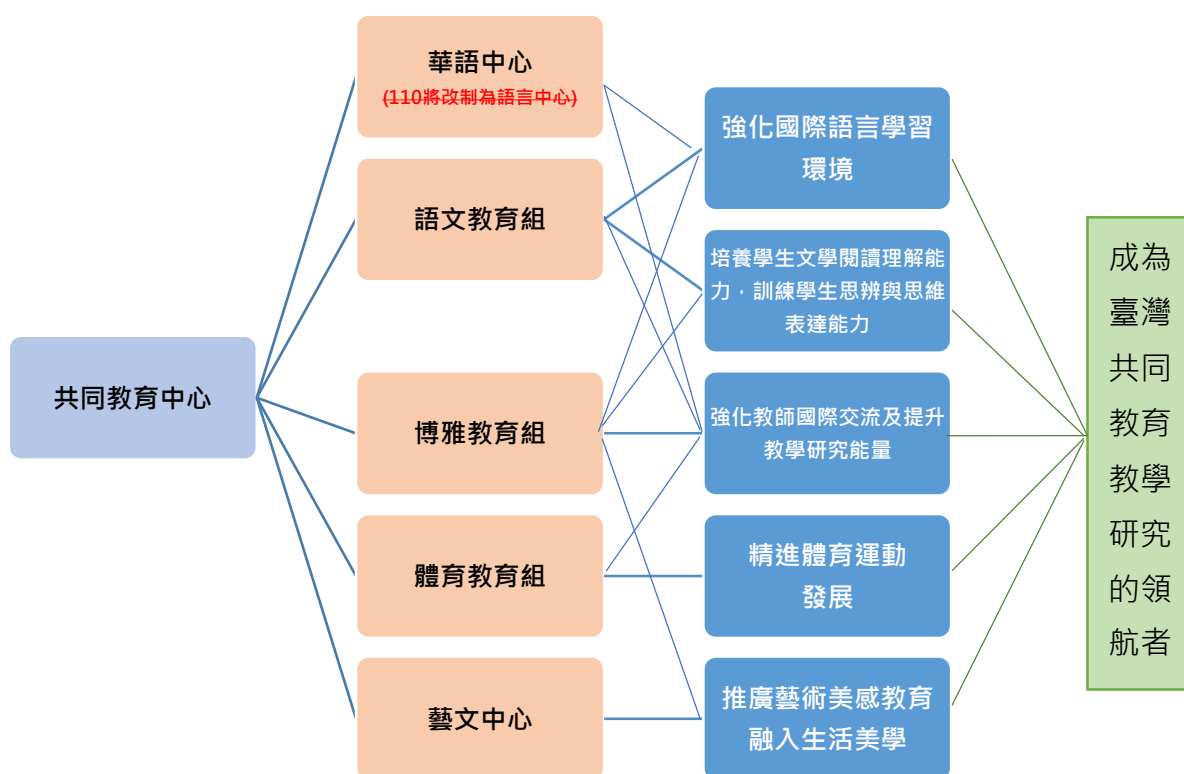 共同教育中心
華語中心
(110將改制為語言中心)
語文教育組
博雅教育組
體育教育組
藝文中心
強化國際語言學習
環境
培養學生文學閱讀理解能
力，訓練學生思辨與思維
表達能力
強化教師國際交流及提升
教學研究能量
精進體育運動
發展
推廣藝術美感教育
融入生活美學
成為
臺灣
共同
教育
教學
研究
的領
航者